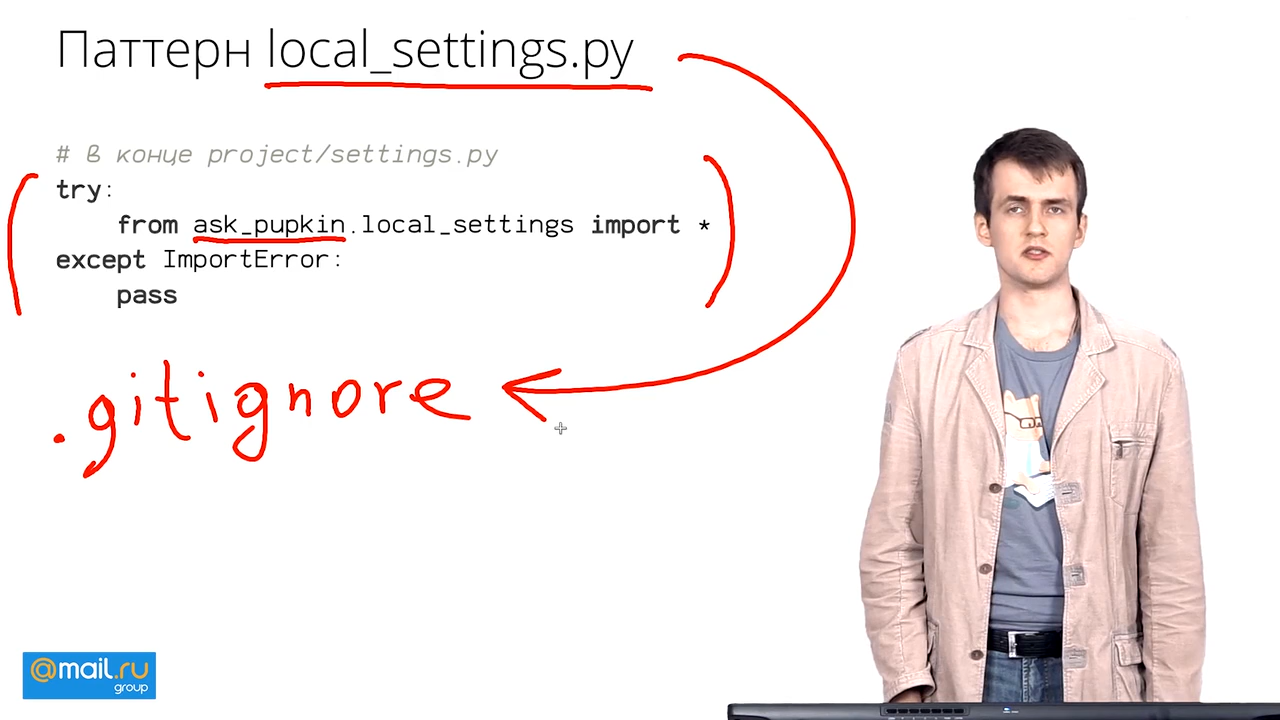 Паттерн local_settings.py
# В конце project/settings.py
try:
    from ask_pupkin.local_settings import *
except ImportError:
    pass
.gitignore
@mail.ru
group